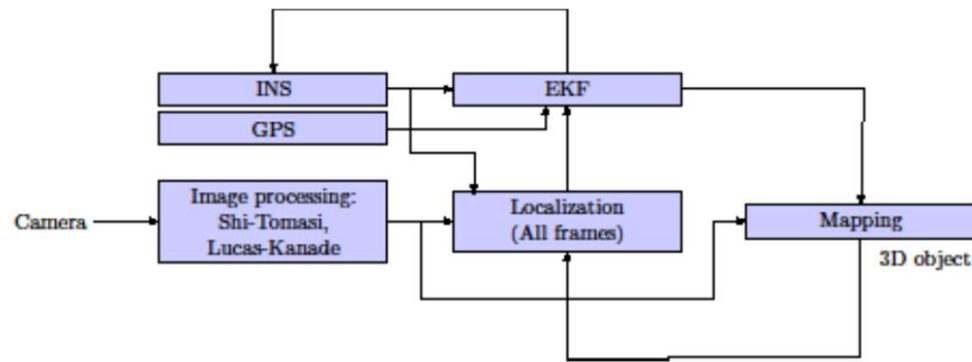 INS
EKF
GPS
Camera
Image processing:
Shi-Tomasi,
Lucas-Kanade
Localization
(All frames)
Mapping
3D object